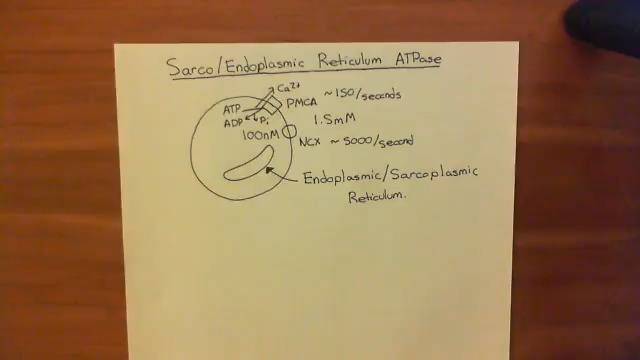 Sarco/Endoplasmic Reticulum ATPase
Ca2+
ATP
PMCA ~150/seconds
ADP Pi
1.5mM
100nM
NCX ~5000/second
Endoplasmic/Sarcoplasmic
Reticulum.